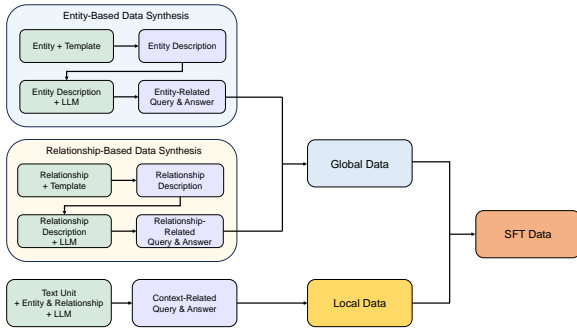 Entity-Based Data Synthesis
Entity + Template
Entity Description
Entity Description
+ LLM
Entity-Related
Query & Answer
Relationship-Based Data Synthesis
Relationship
+ Template
Relationship
Description
Relationship
Description
+ LLM
Relationship-
Related
Query & Answer
Text Unit
+ Entity & Relationship
+ LLM
Context-Related
Query & Answer
Global Data
Local Data
SFT Data